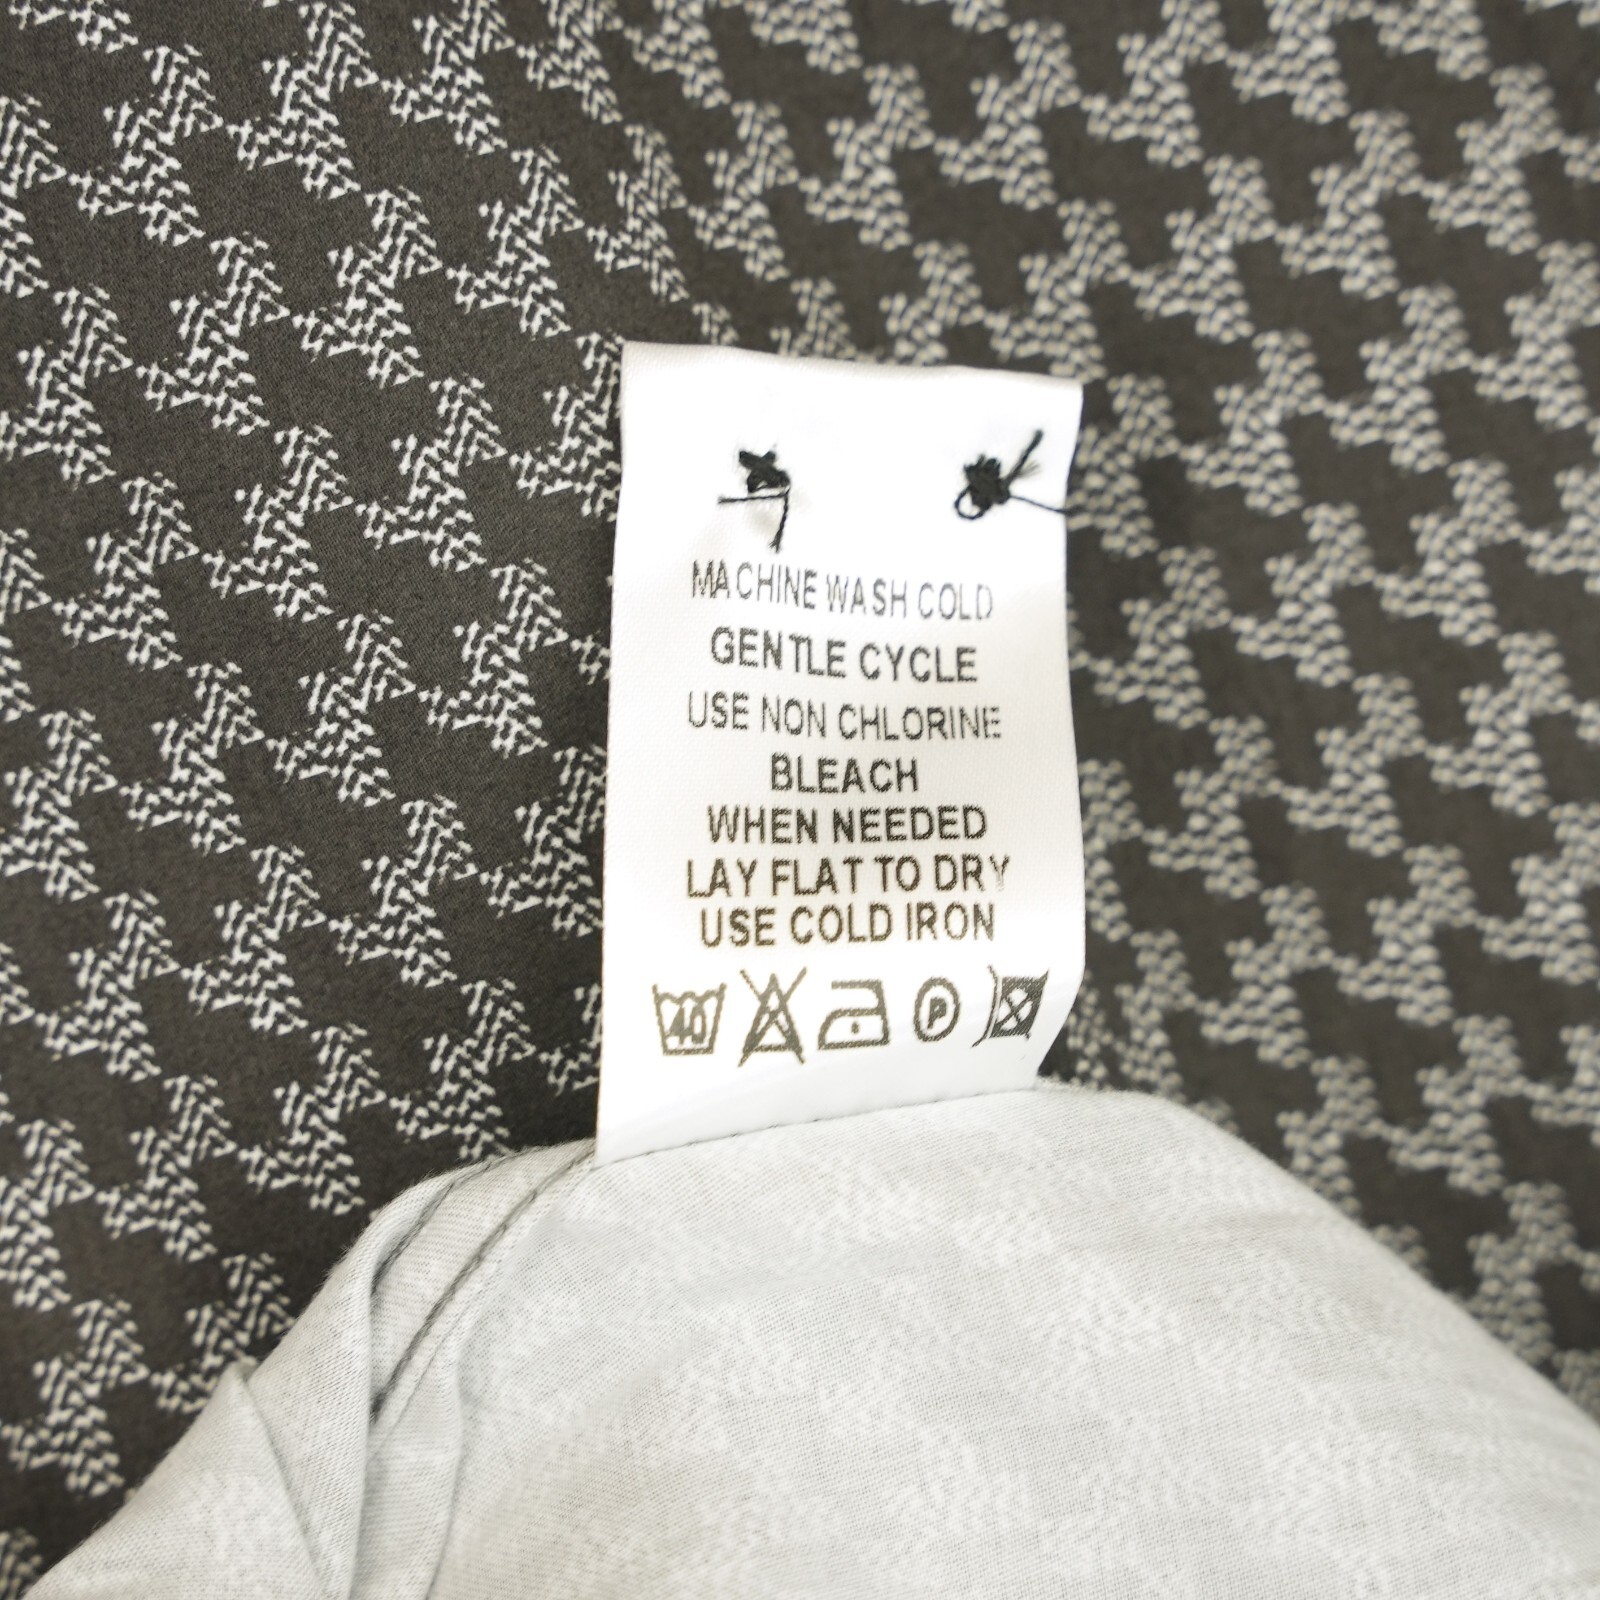 MACHINE WASH COLD
GENTLE CYCLE
USE NON CHLORINE
BLEACH
WHEN NEEDED
LAY FLAT TO DRY
USE COLD IRON
40 P